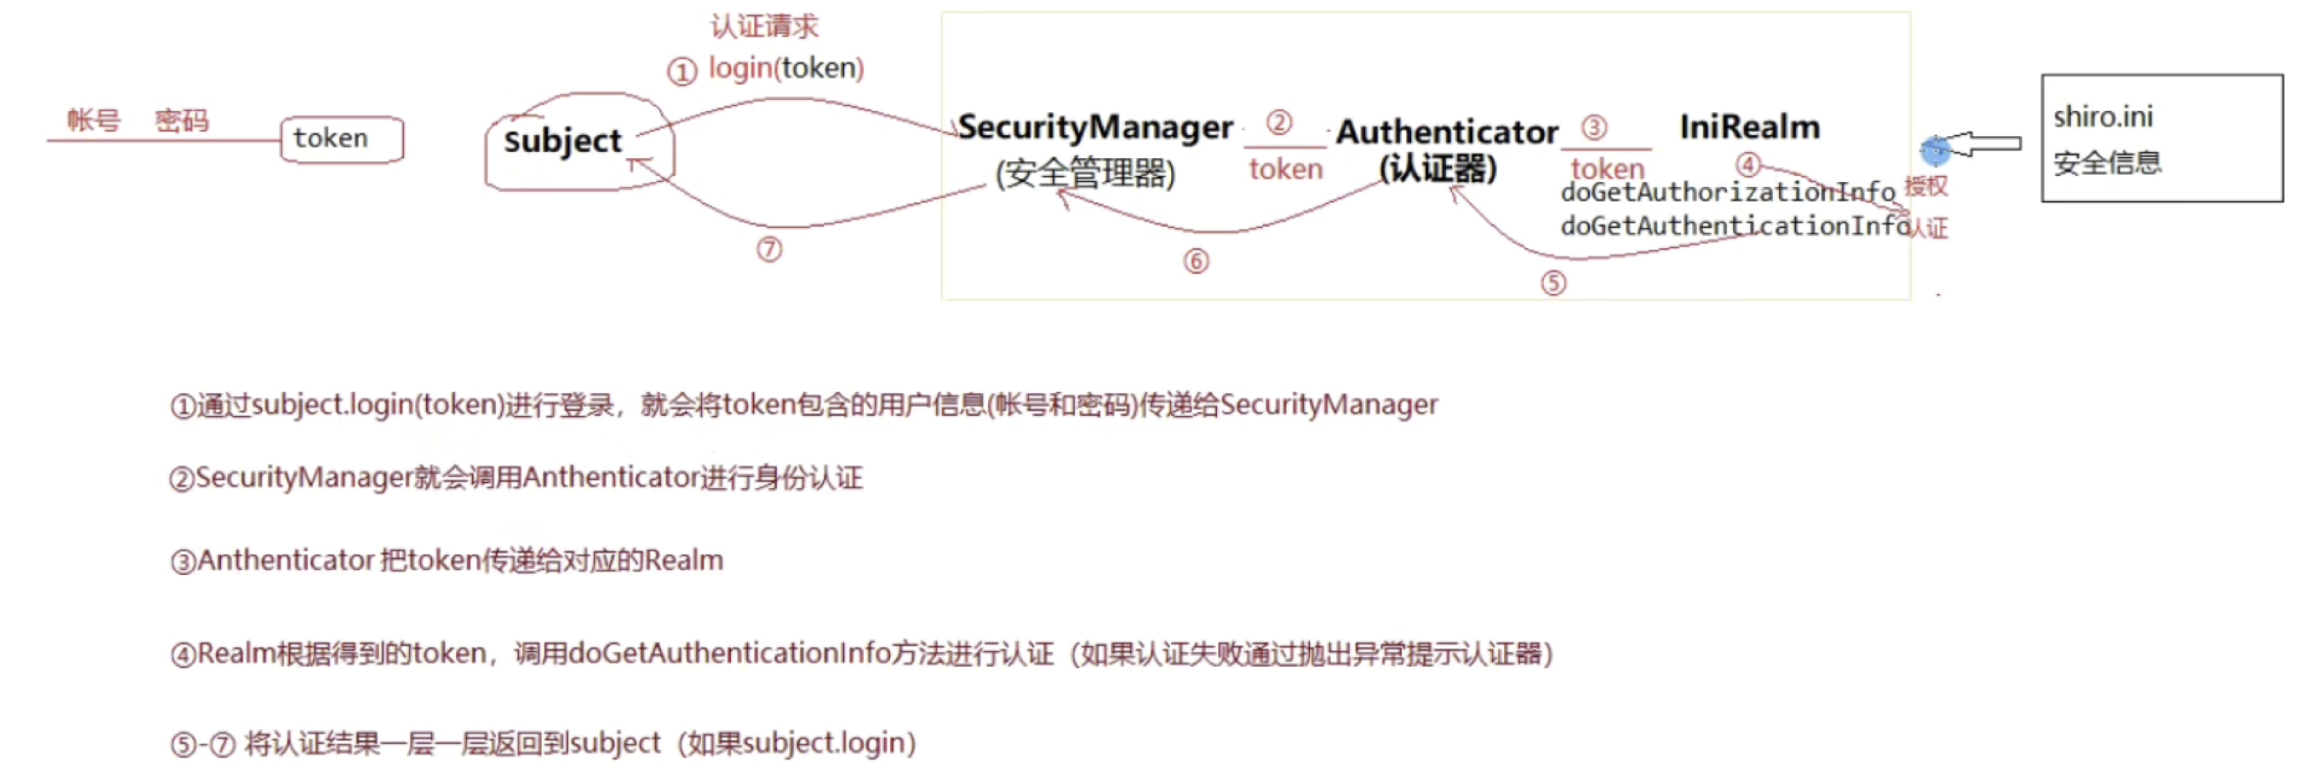 认证请求
① login(token)
帐号 密码
token
Subject
SecurityManager
(安全管理器)
②
token
Authenticator
(认证器)
③
token
IniRealm
④
doGetAuthorizationInfo 授权
doGetAuthenticationInfo 认证
shiro.ini
安全信息
⑦
⑥
⑤
①通过subject.login(token)进行登录，就会将token包含的用户信息(帐号和密码)传递给SecurityManager
②SecurityManager就会调用Anthenticator进行身份认证
③Anthenticator 把token传递给对应的Realm
④Realm根据得到的token，调用doGetAuthenticationInfo方法进行认证（如果认证失败通过抛出异常提示认证器）
⑤-⑦ 将认证结果一层一层返回到subject（如果subject.login）